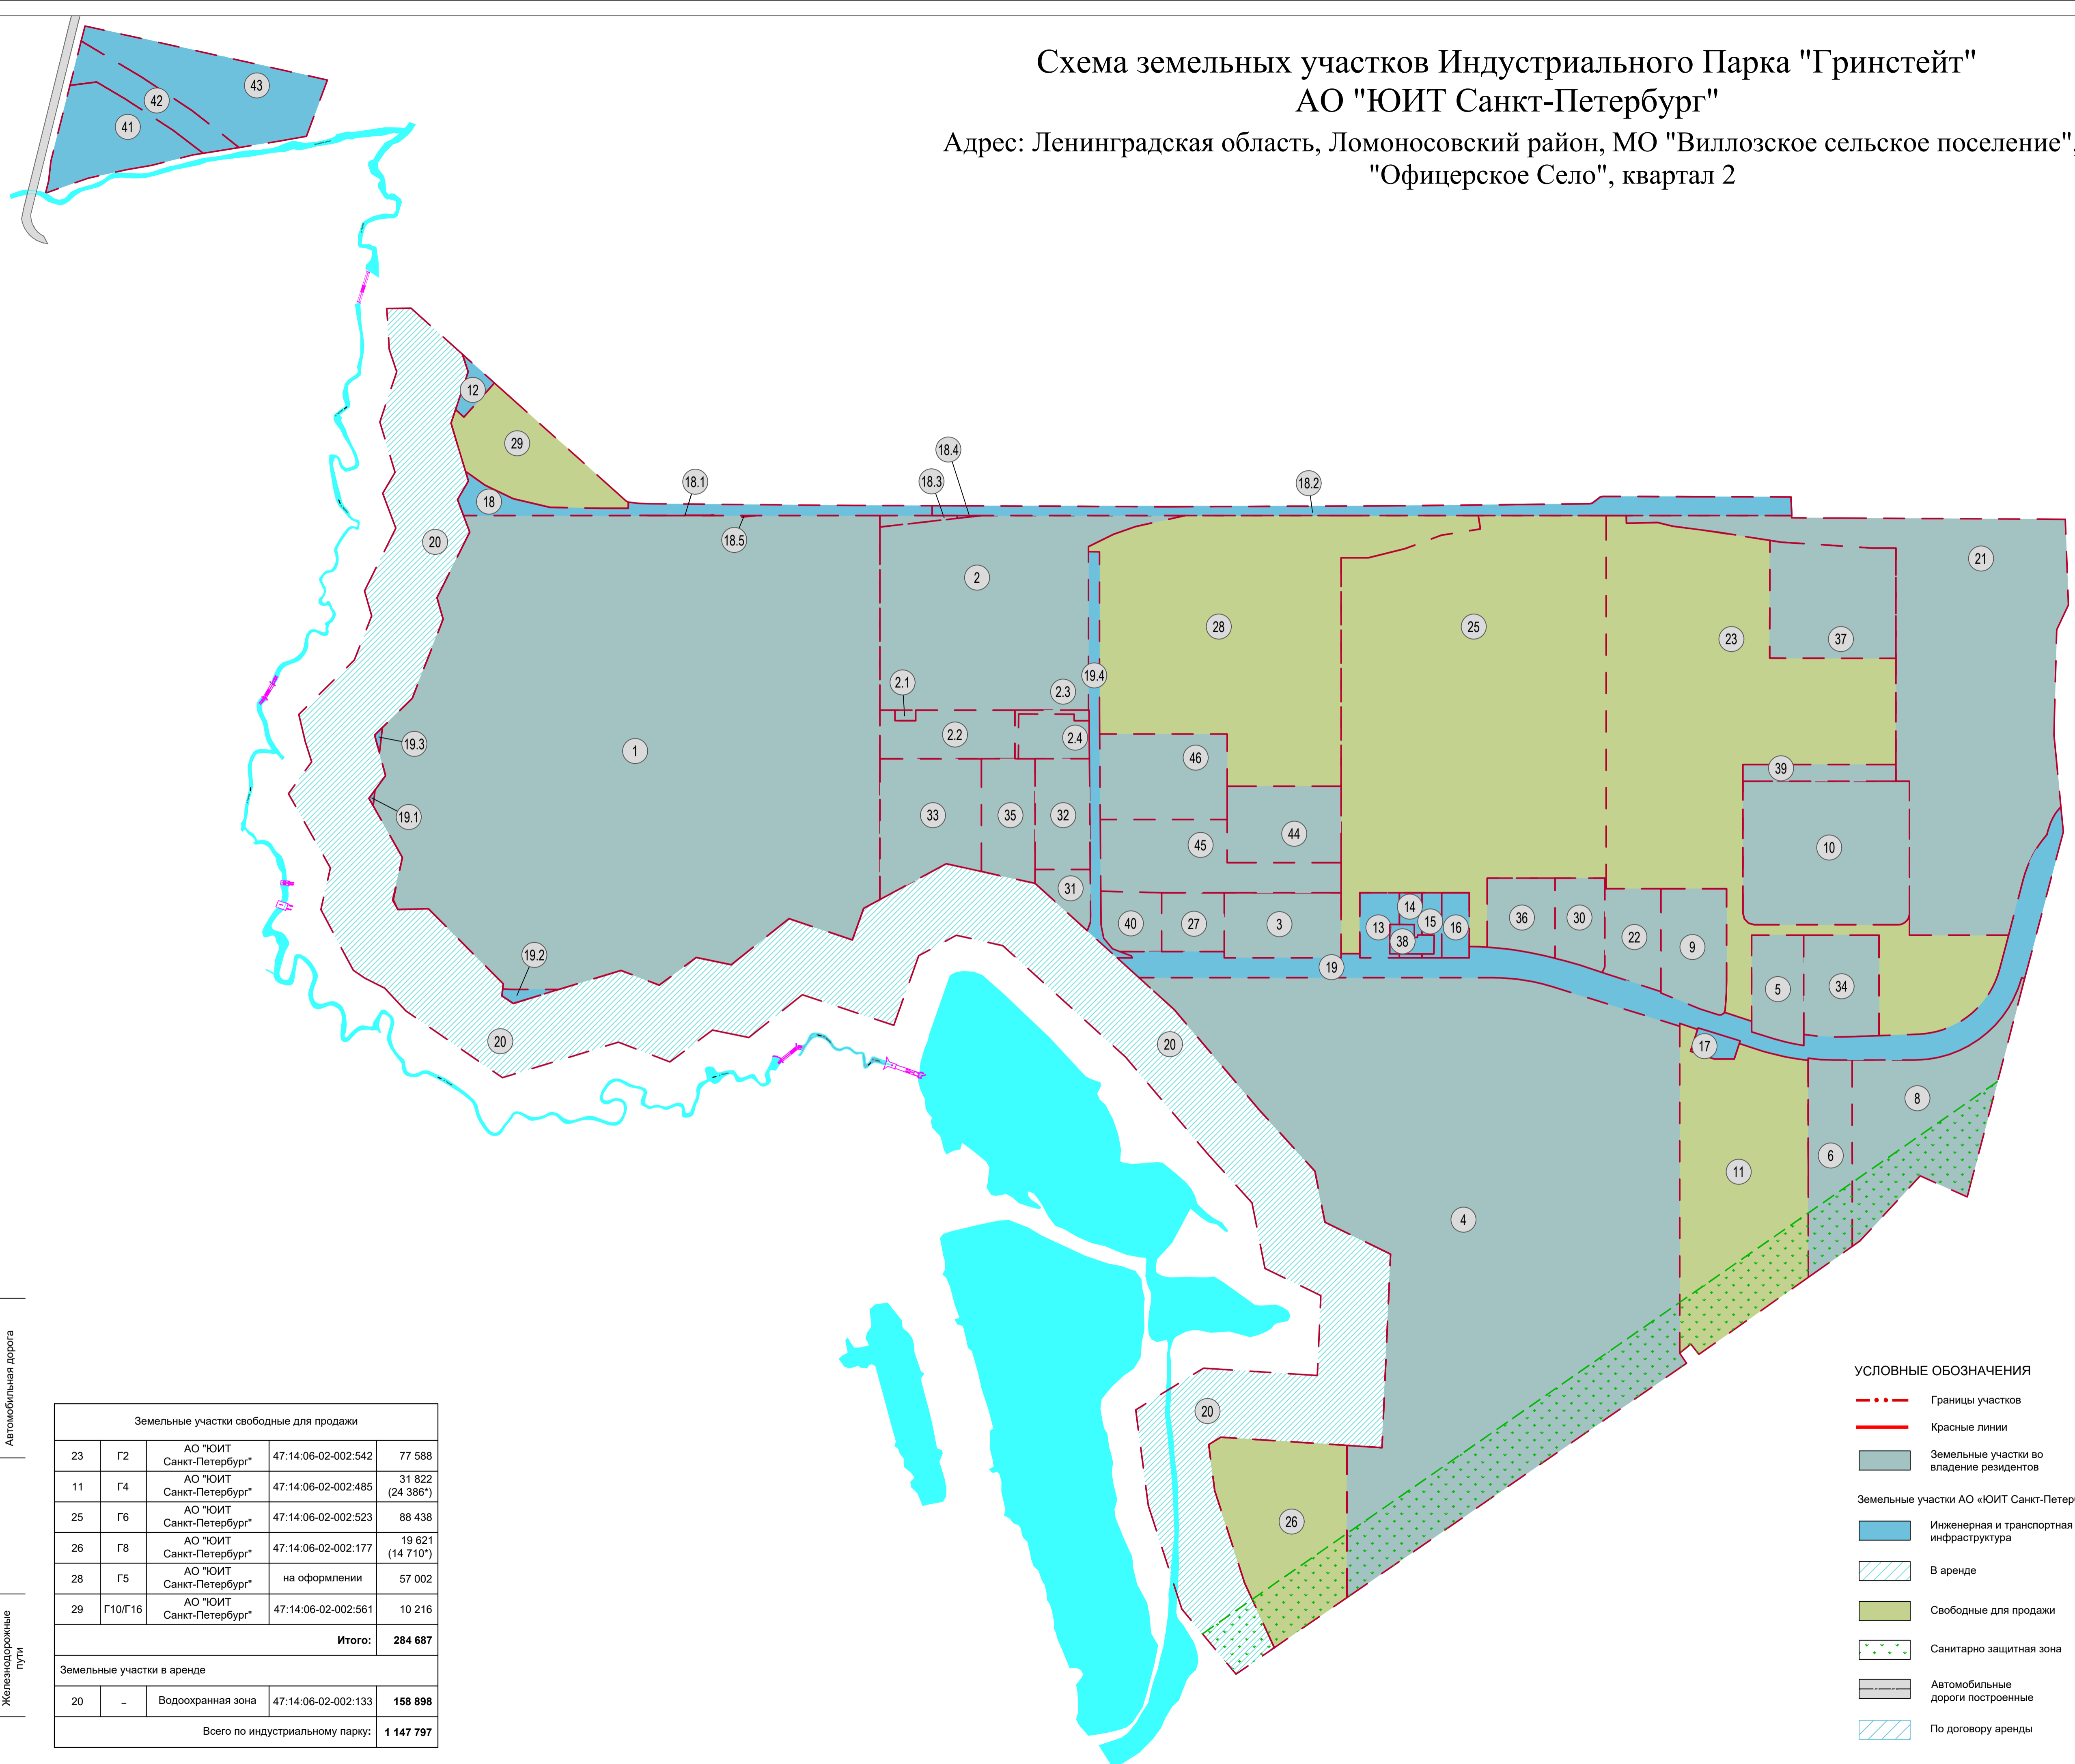 Схема земельных участков Индустриального Парка "Гринстейт"
АО "ЮИТ Санкт-Петербург"
Адрес: Ленинградская область, Ломоносовский район, МО "Виллозское сельское поселение",
"Офицерское Село", квартал 2
43
42
41
12
29
18
18.1
18.5
18.3
18.4
18.2
20
2
21
28
25
23
37
2.1
2.3
19.4
2.2
2.4
19.3
1
46
39
19.1
33
35
32
44
45
10
31
40
27
3
13
14
15
16
38
36
30
22
9
19.2
19
5
34
20
20
17
8
11
6
4
20
26
Автомобильная дорога
Железнодорожные
пути
Земельные участки свободные для продажи
23 Г2 АО "ЮИТ Санкт-Петербург" 47:14:06-02-002:542 77 588
11 Г4 АО "ЮИТ Санкт-Петербург" 47:14:06-02-002:485 31 822 (24 386*)
25 Г6 АО "ЮИТ Санкт-Петербург" 47:14:06-02-002:523 88 438
26 Г8 АО "ЮИТ Санкт-Петербург" 47:14:06-02-002:177 19 621 (14 710*)
28 Г5 АО "ЮИТ Санкт-Петербург" на оформлении 57 002
29 Г10/Г16 АО "ЮИТ Санкт-Петербург" 47:14:06-02-002:561 10 216
Итого: 284 687
Земельные участки в аренде
20 – Водоохранная зона 47:14:06-02-002:133 158 898
Всего по индустриальному парку: 1 147 797
УСЛОВНЫЕ ОБОЗНАЧЕНИЯ
Границы участков
Красные линии
Земельные участки во
владение резидентов
Земельные участки АО «ЮИТ Санкт-Петер
Инженерная и транспортная
инфраструктура
В аренде
Свободные для продажи
Санитарно защитная зона
Автомобильные
дороги построенные
По договору аренды